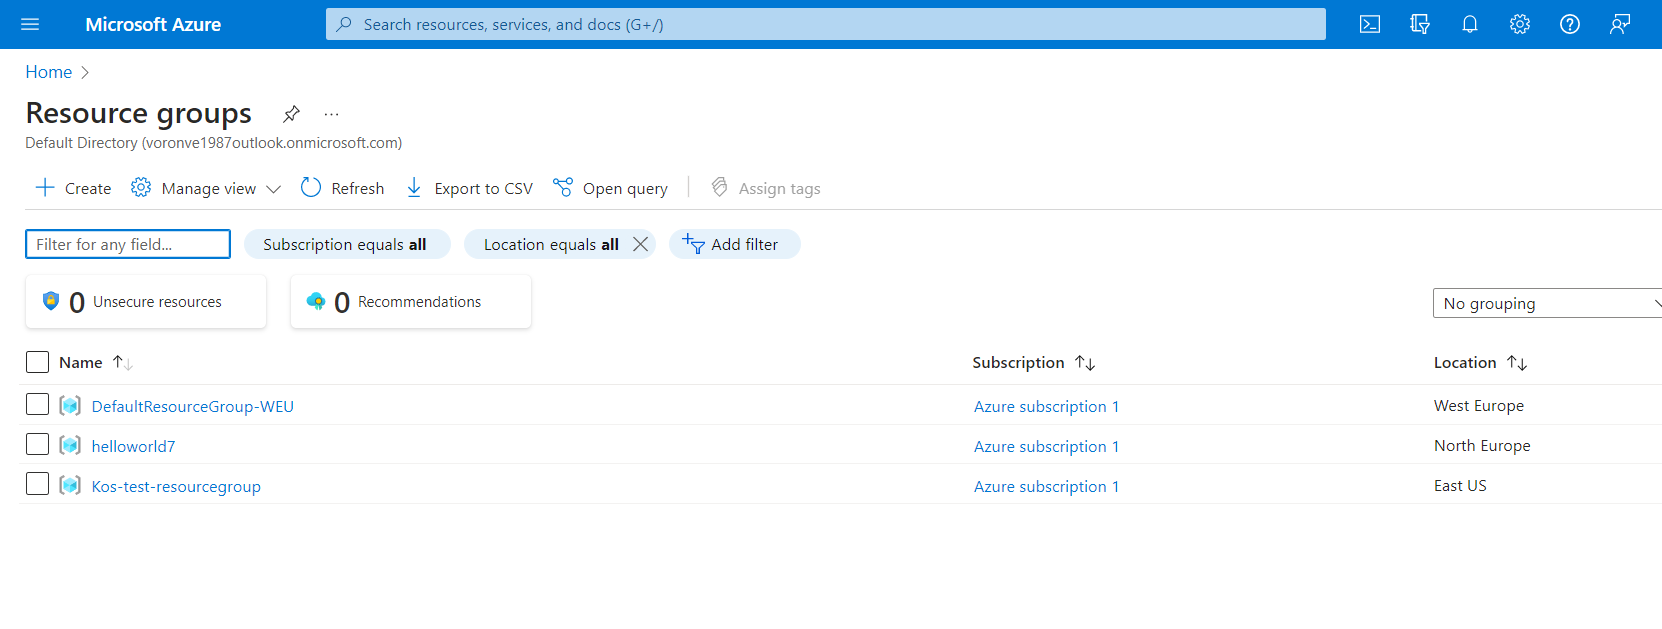 Microsoft Azure
Search resources, services, and docs (G+/)
Home
Resource groups
Default Directory (voronve1987outlook.onmicrosoft.com)
Create Manage view Refresh Export to CSV Open query Assign tags
Filter for any field... Subscription equals all Location equals all Add filter
0 Unsecure resources 0 Recommendations
No grouping
Name Subscription Location
DefaultResourceGroup-WEU Azure subscription 1 West Europe
helloworld7 Azure subscription 1 North Europe
Kos-test-resourcegroup Azure subscription 1 East US